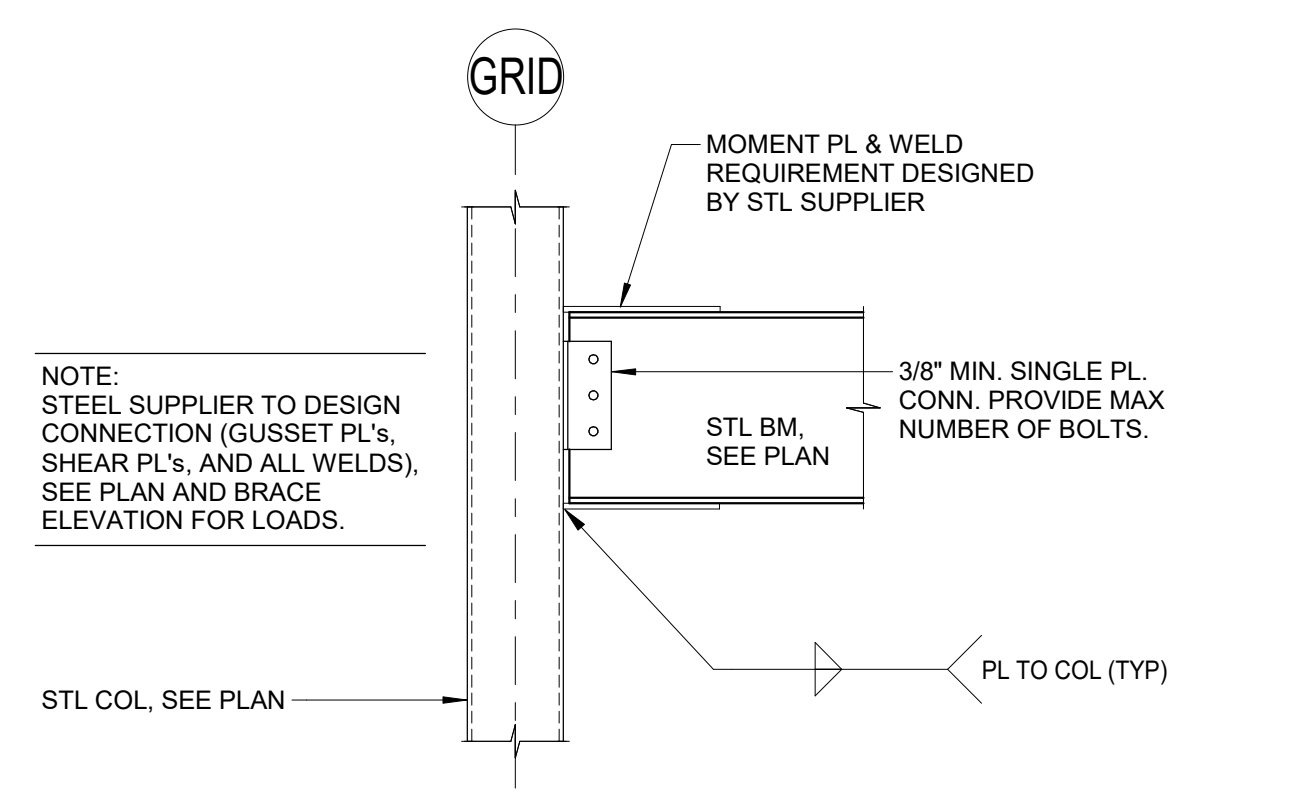 GRID
MOMENT PL & WELD
REQUIREMENT DESIGNED
BY STL SUPPLIER
NOTE:
STEEL SUPPLIER TO DESIGN
CONNECTION (GUSSET PL's,
SHEAR PL's, AND ALL WELDS),
SEE PLAN AND BRACE
ELEVATION FOR LOADS.
3/8" MIN. SINGLE PL.
CONN. PROVIDE MAX
NUMBER OF BOLTS.
STL BM,
SEE PLAN
PL TO COL (TYP)
STL COL, SEE PLAN